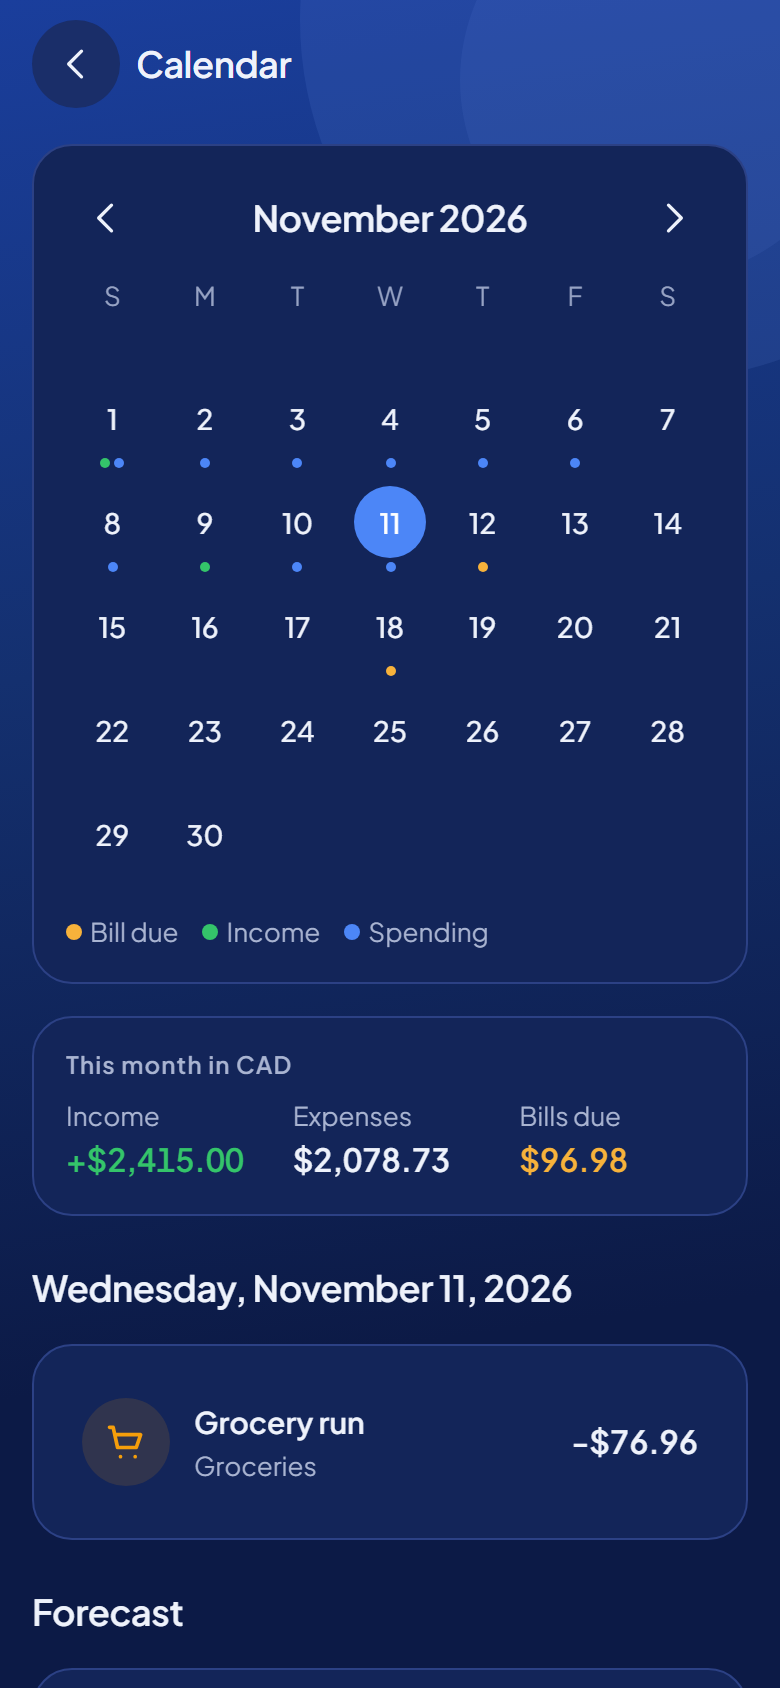 Calendar
November 2026
S M T W T F S
1 2 3 4 5 6 7
8 9 10 11 12 13 14
15 16 17 18 19 20 21
22 23 24 25 26 27 28
29 30
Bill due Income Spending
This month in CAD
Income Expenses Bills due
+$2,415.00 $2,078.73 $96.98
Wednesday, November 11, 2026
Grocery run
Groceries
-$76.96
Forecast